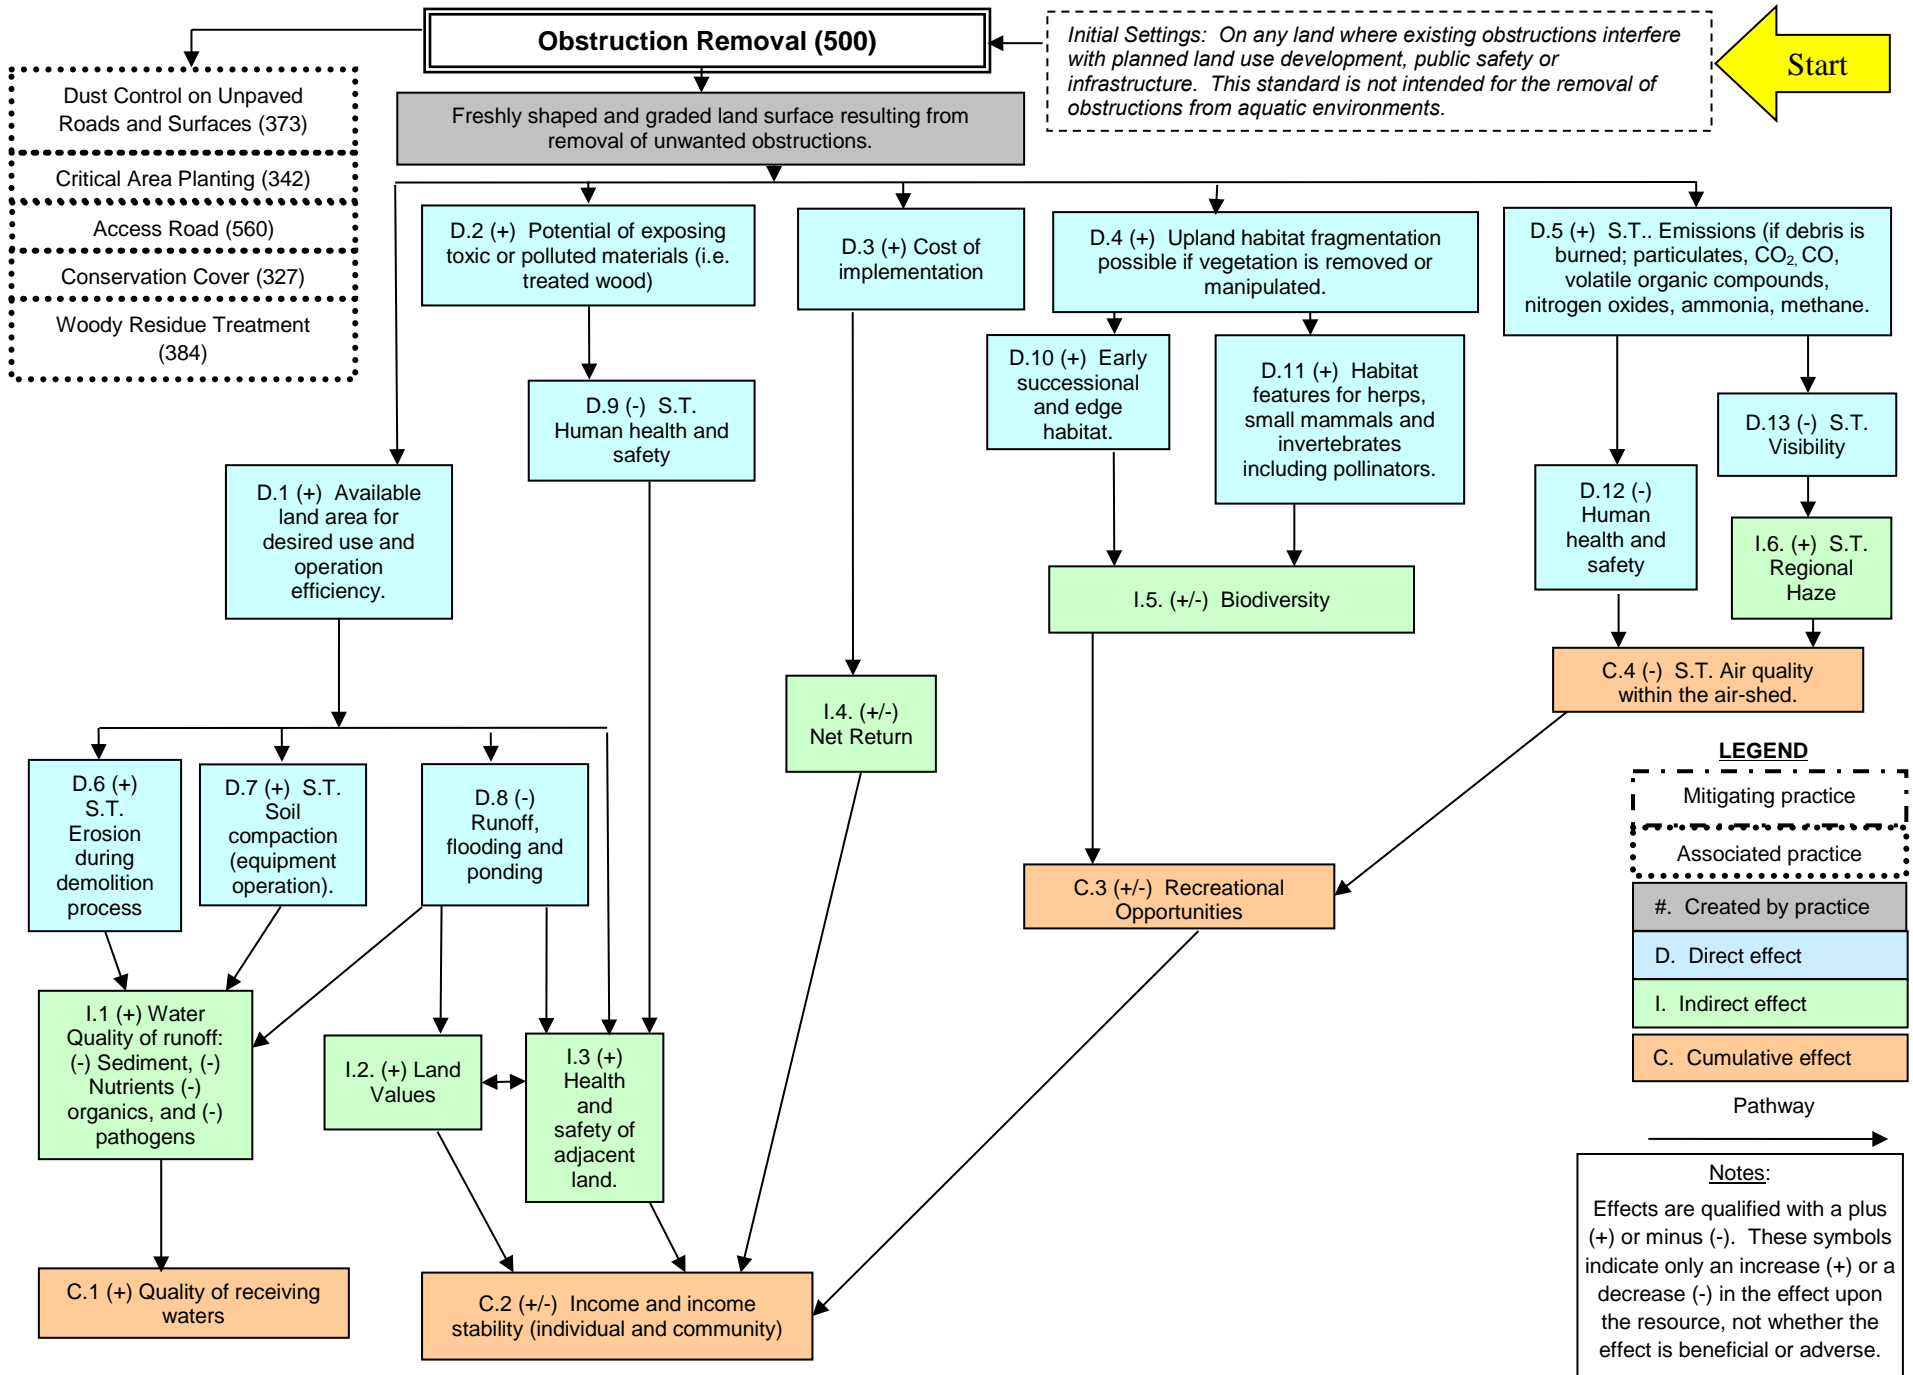 Obstruction Removal (500)
Initial Settings: On any land where existing obstructions interfere
with planned land use development, public safety or
infrastructure. This standard is not intended for the removal of
obstructions from aquatic environments.
Start
Dust Control on Unpaved
Roads and Surfaces (373)
Critical Area Planting (342)
Access Road (560)
Conservation Cover (327)
Woody Residue Treatment
(384)
Freshly shaped and graded land surface resulting from
removal of unwanted obstructions.
D.2 (+) Potential of exposing
toxic or polluted materials (i.e.
treated wood)
D.3 (+) Cost of
implementation
D.4 (+) Upland habitat fragmentation
possible if vegetation is removed or
manipulated.
D.5 (+) S.T.. Emissions (if debris is
burned; particulates, CO2, CO,
volatile organic compounds,
nitrogen oxides, ammonia, methane.
D.9 (-) S.T.
Human health and
safety
D.10 (+) Early
successional
and edge
habitat.
D.11 (+) Habitat
features for herps,
small mammals and
invertebrates
including pollinators.
D.13 (-) S.T.
Visibility
D.1 (+) Available
land area for
desired use and
operation
efficiency.
D.12 (-)
Human
health and
safety
I.6. (+) S.T.
Regional
Haze
I.5. (+/-) Biodiversity
C.4 (-) S.T. Air quality
within the air-shed.
I.4. (+/-)
Net Return
D.6 (+)
S.T.
Erosion
during
demolition
process
D.7 (+) S.T.
Soil
compaction
(equipment
operation).
D.8 (-)
Runoff,
flooding and
ponding
C.3 (+/-) Recreational
Opportunities
I.1 (+) Water
Quality of runoff:
(-) Sediment, (-)
Nutrients (-)
organics, and (-)
pathogens
I.2. (+) Land
Values
I.3 (+)
Health
and
safety of
adjacent
land.
C.1 (+) Quality of receiving
waters
C.2 (+/-) Income and income
stability (individual and community)
LEGEND
Mitigating practice
Associated practice
#. Created by practice
D. Direct effect
I. Indirect effect
C. Cumulative effect
Pathway
Notes:
Effects are qualified with a plus
(+) or minus (-). These symbols
indicate only an increase (+) or a
decrease (-) in the effect upon
the resource, not whether the
effect is beneficial or adverse.